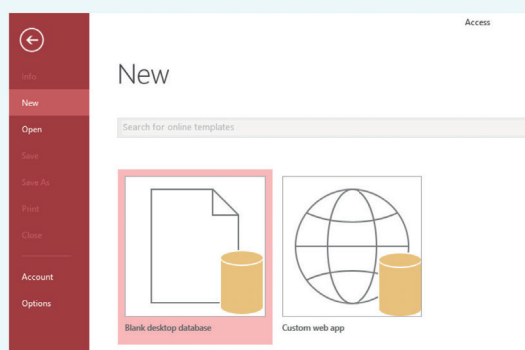 Access
Info
New
Open
Save
Save As
Print
Close
Account
Options
New
Search for online templates
Blank desktop database
Custom web app